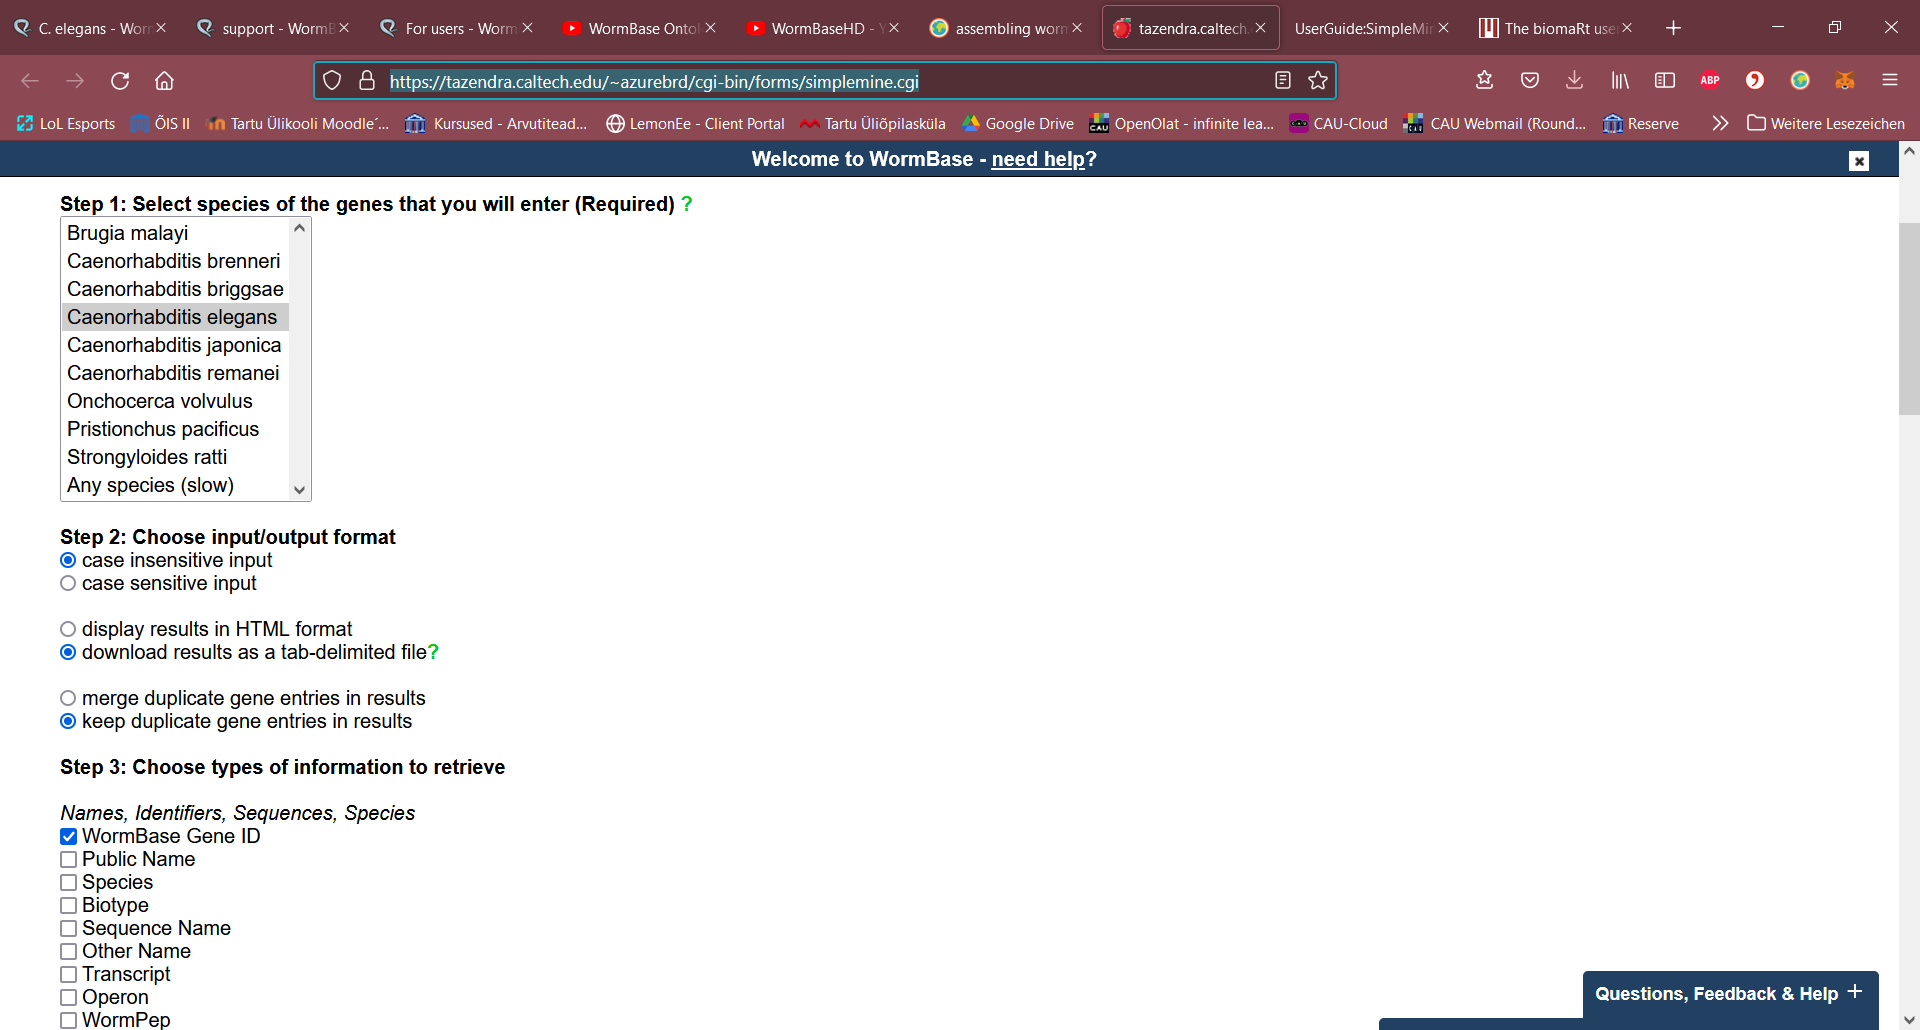 C. elegans - Worm
support - WormB
For users - Worm
WormBase Ontol
WormBaseHD - Y
assembling worm
tazendra.caltech.
UserGuide:SimpleMin
The biomaRt use
https://tazendra.caltech.edu/~azurebrd/cgi-bin/forms/simplemine.cgi
ABP
LoL Esports
ÕIS II
Tartu Ülikooli Moodle´...
Kursused - Arvutitead...
LemonEe - Client Portal
Tartu Üliõpilasküla
Google Drive
OpenOlat - infinite lea...
CAU-Cloud
CAU Webmail (Round...
Reserve
Weitere Lesezeichen
Welcome to WormBase - need help?
Step 1: Select species of the genes that you will enter (Required) ?
Brugia malayi
Caenorhabditis brenneri
Caenorhabditis briggsae
Caenorhabditis elegans
Caenorhabditis japonica
Caenorhabditis remanei
Onchocerca volvulus
Pristionchus pacificus
Strongyloides ratti
Any species (slow)
Step 2: Choose input/output format
case insensitive input
case sensitive input
display results in HTML format
download results as a tab-delimited file?
merge duplicate gene entries in results
keep duplicate gene entries in results
Step 3: Choose types of information to retrieve
Names, Identifiers, Sequences, Species
WormBase Gene ID
Public Name
Species
Biotype
Sequence Name
Other Name
Transcript
Operon
WormPep
Questions, Feedback & Help +